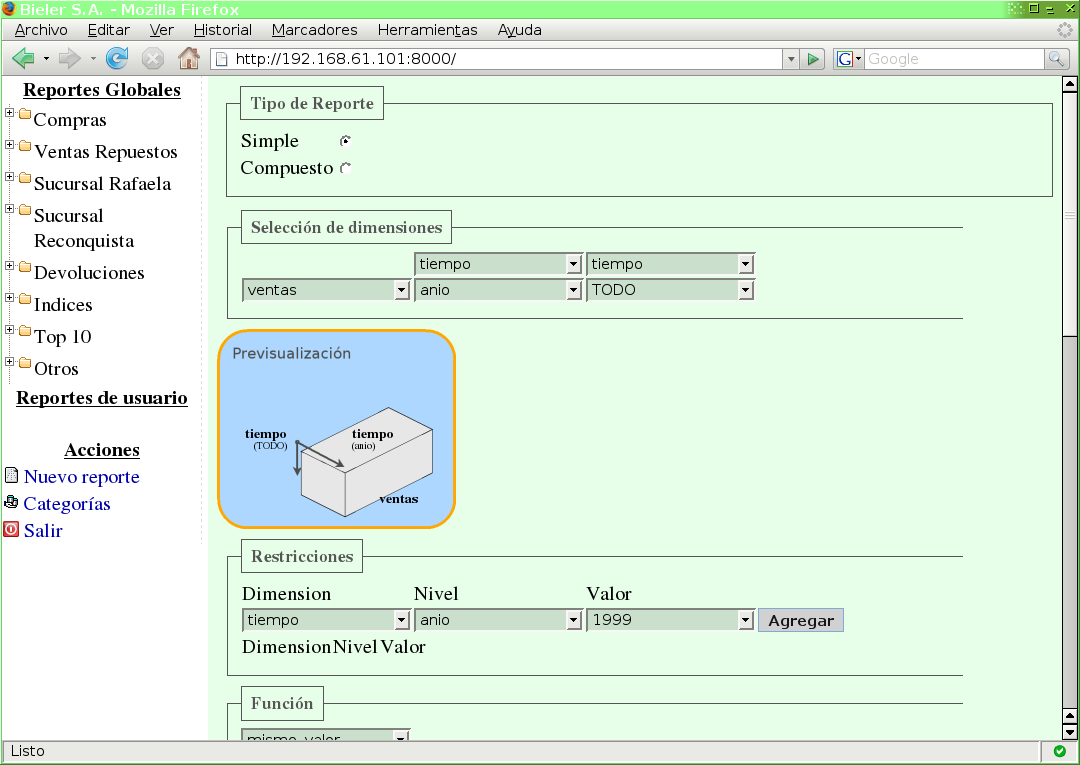 Bieler S.A. - Mozilla Firefox
Archivo Editar Ver Historial Marcadores Herramientas Ayuda
http://192.168.61.101:8000/ G Google
Reportes Globales
Compras
Ventas Repuestos
Sucursal Rafaela
Sucursal
Reconquista
Devoluciones
Indices
Top 10
Otros
Reportes de usuario
Acciones
Nuevo reporte
Categorías
Salir
Tipo de Reporte
Simple
Compuesto
Selección de dimensiones
tiempo tiempo
ventas anio TODO
Previsualización
tiempo tiempo
(TODO) (anio)
ventas
Restricciones
Dimension Nivel Valor
tiempo anio 1999 Agregar
Dimension Nivel Valor
Función
mismo_valor
Listo